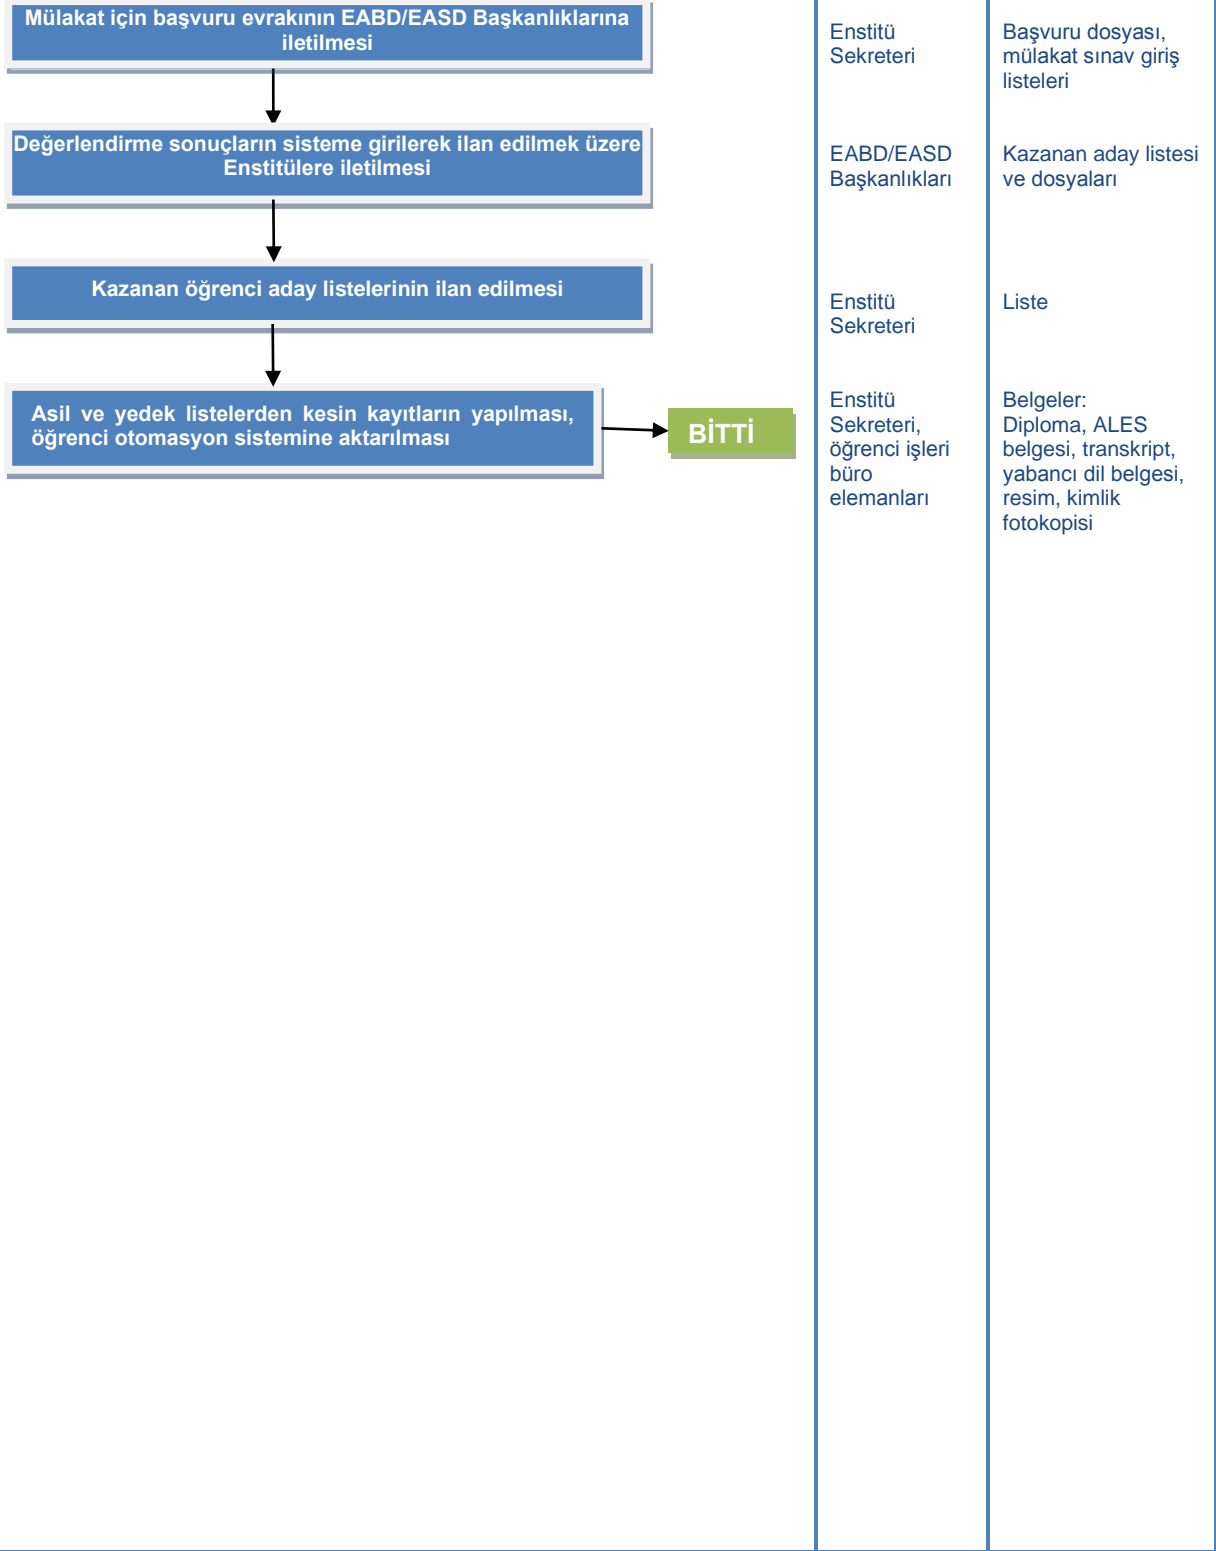 Mülakat için başvuru evrakının EABD/EASD Başkanlıklarına
iletilmesi
Enstitü
Sekreteri
Başvuru dosyası,
mülakat sınav giriş
listeleri
Değerlendirme sonuçların sisteme girilerek ilan edilmek üzere
Enstitülere iletilmesi
EABD/EASD
Başkanlıkları
Kazanan aday listesi
ve dosyaları
Kazanan öğrenci aday listelerinin ilan edilmesi
Enstitü
Sekreteri
Liste
Asil ve yedek listelerden kesin kayıtların yapılması,
öğrenci otomasyon sistemine aktarılması
BİTTİ
Enstitü
Sekreteri,
öğrenci işleri
büro
elemanları
Belgeler:
Diploma, ALES
belgesi, transkript,
yabancı dil belgesi,
resim, kimlik
fotokopisi